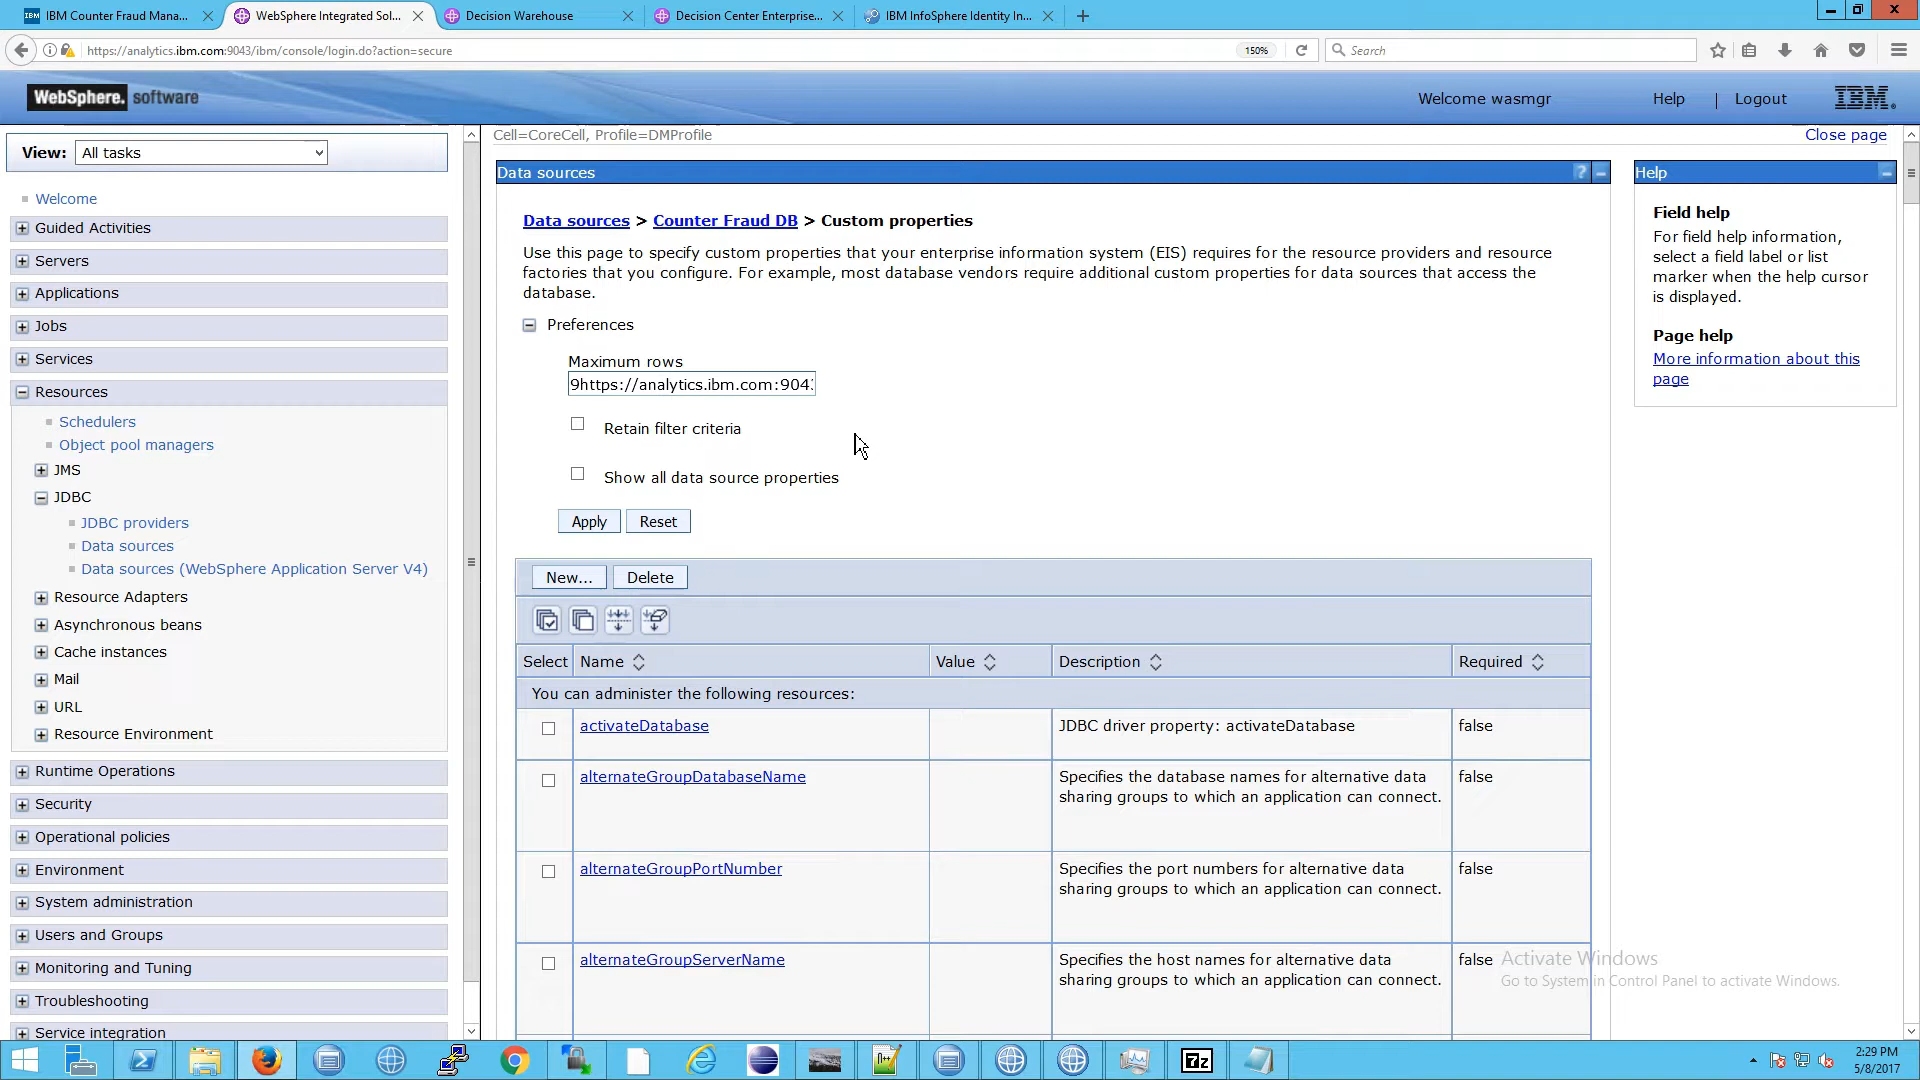 IBM Counter Fraud Mana...
WebSphere Integrated Sol...
Decision Warehouse
Decision Center Enterprise...
IBM InfoSphere Identity In...
https://analytics.ibm.com:9043/ibm/console/login.do?action=secure
150%
Search
WebSphere. software
Welcome wasmgr
Help
Logout
IBM.
View: All tasks
Welcome
Guided Activities
Servers
Applications
Jobs
Services
Resources
Schedulers
Object pool managers
JMS
JDBC
JDBC providers
Data sources
Data sources (WebSphere Application Server V4)
Resource Adapters
Asynchronous beans
Cache instances
Mail
URL
Resource Environment
Runtime Operations
Security
Operational policies
Environment
System administration
Users and Groups
Monitoring and Tuning
Troubleshooting
Service integration
Cell=CoreCell, Profile=DMProfile
Close page
Data sources
?
Data sources > Counter Fraud DB > Custom properties
Use this page to specify custom properties that your enterprise information system (EIS) requires for the resource providers and resource
factories that you configure. For example, most database vendors require additional custom properties for data sources that access the
database.
Preferences
Maximum rows
9https://analytics.ibm.com:904
Retain filter criteria
Show all data source properties
Apply
Reset
New...
Delete
Select Name Value Description Required
You can administer the following resources:
activateDatabase JDBC driver property: activateDatabase false
alternateGroupDatabaseName Specifies the database names for alternative data false
sharing groups to which an application can connect.
alternateGroupPortNumber Specifies the port numbers for alternative data false
sharing groups to which an application can connect.
alternateGroupServerName Specifies the host names for alternative data false
sharing groups to which an application can connect.
Help
Field help
For field help information,
select a field label or list
marker when the help cursor
is displayed.
Page help
More information about this
page
Activate Windows
Go to System in Control Panel to activate Windows.
7z
2:29 PM
5/8/2017